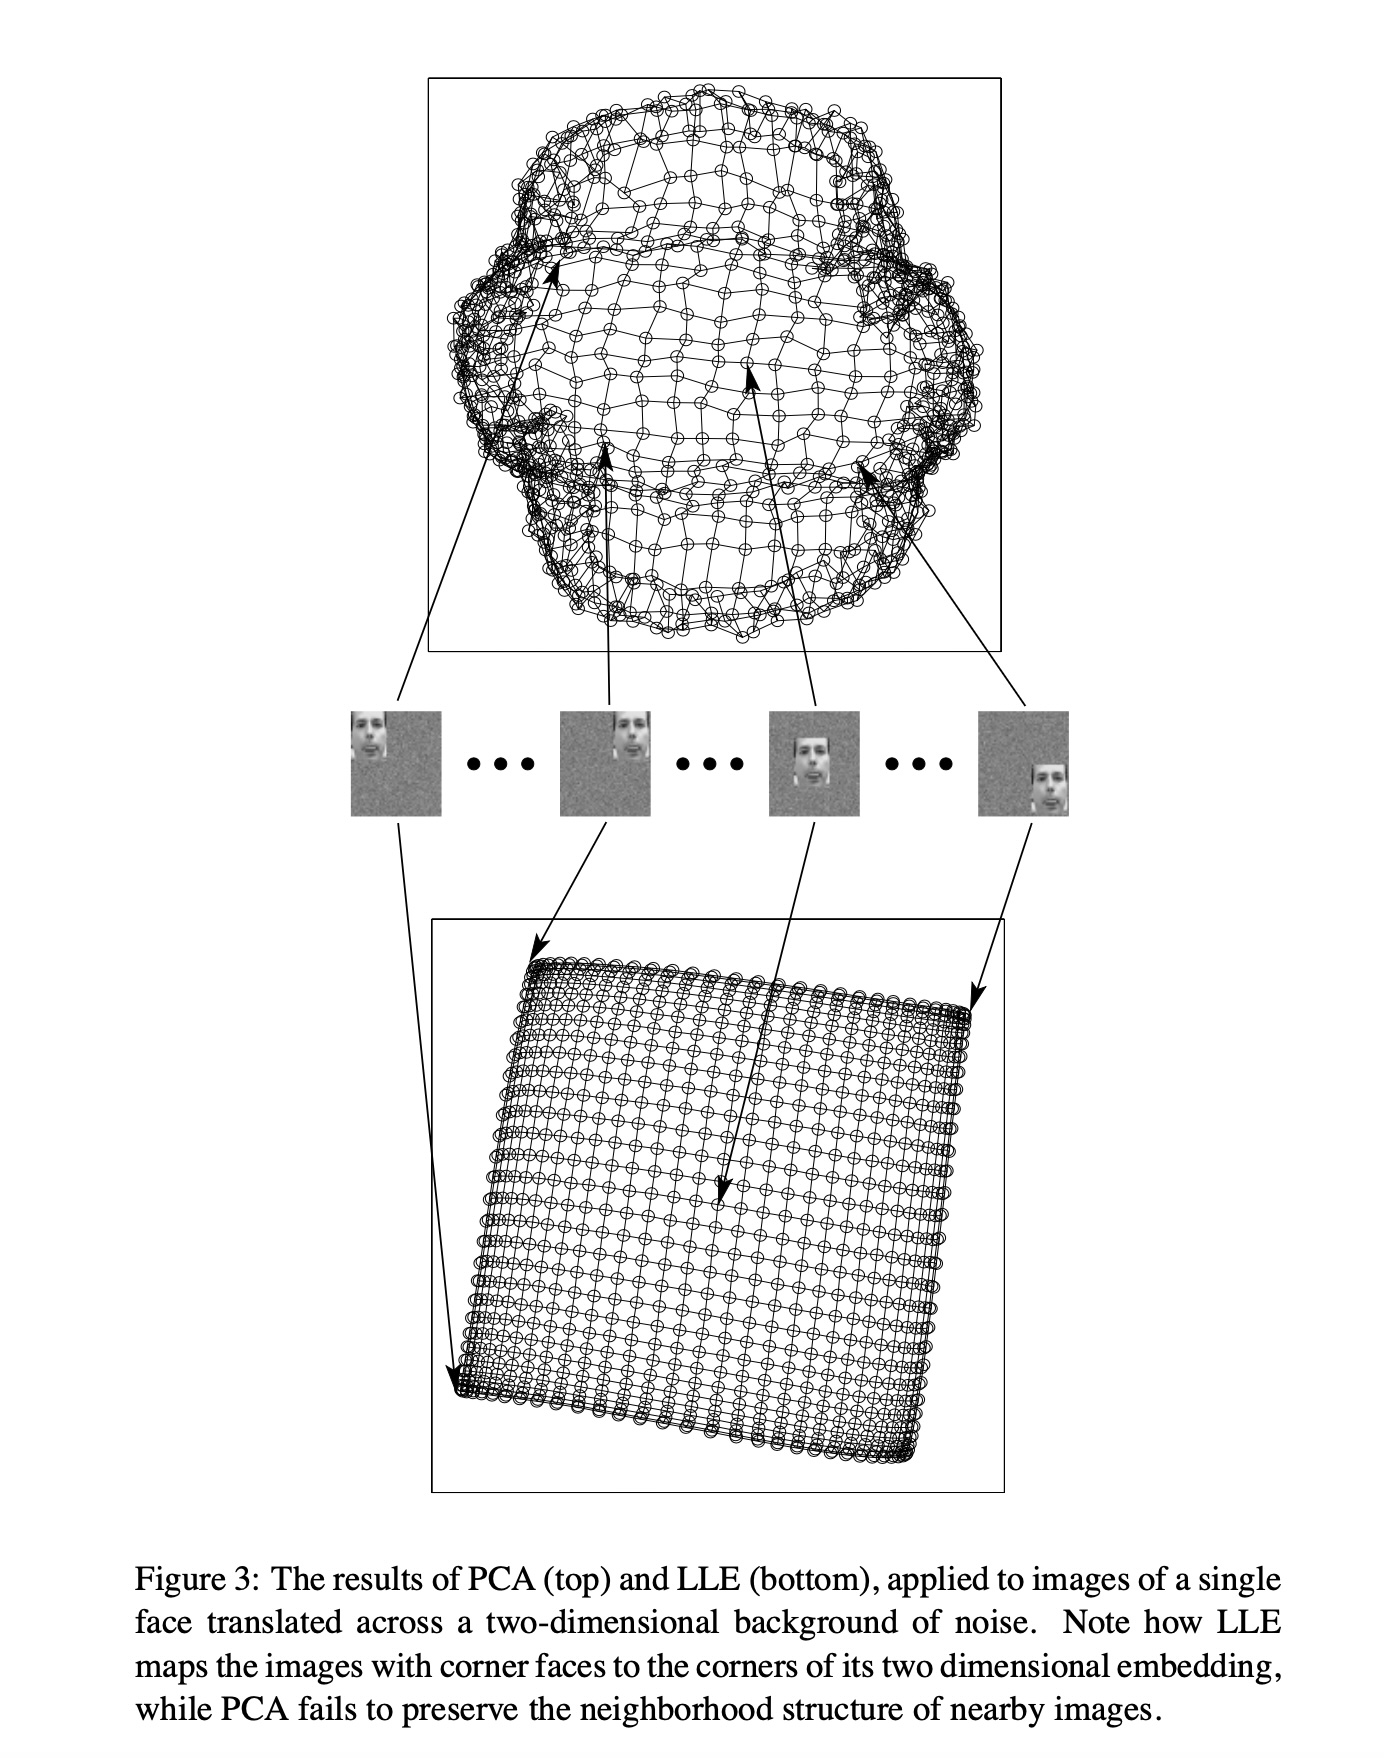 Figure 3: The results of PCA (top) and LLE (bottom), applied to images of a single
face translated across a two-dimensional background of noise. Note how LLE
maps the images with corner faces to the corners of its two dimensional embedding,
while PCA fails to preserve the neighborhood structure of nearby images.